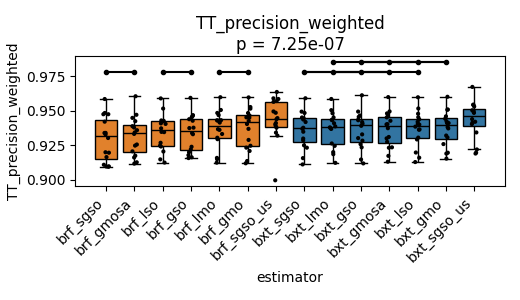 TT_precision_weighted
p = 7.25e-07
TT_precision_weighted
0.975
0.950
0.925
0.900
brf_sgso
brf_gmosa
brf_lso
brf_gso
brf_lmo
brf_gmo
brf_sgso_us
bxt_sgso
bxt_lmo
bxt_gso
bxt_gmosa
bxt_lso
bxt_gmo
bxt_sgso_us
estimator